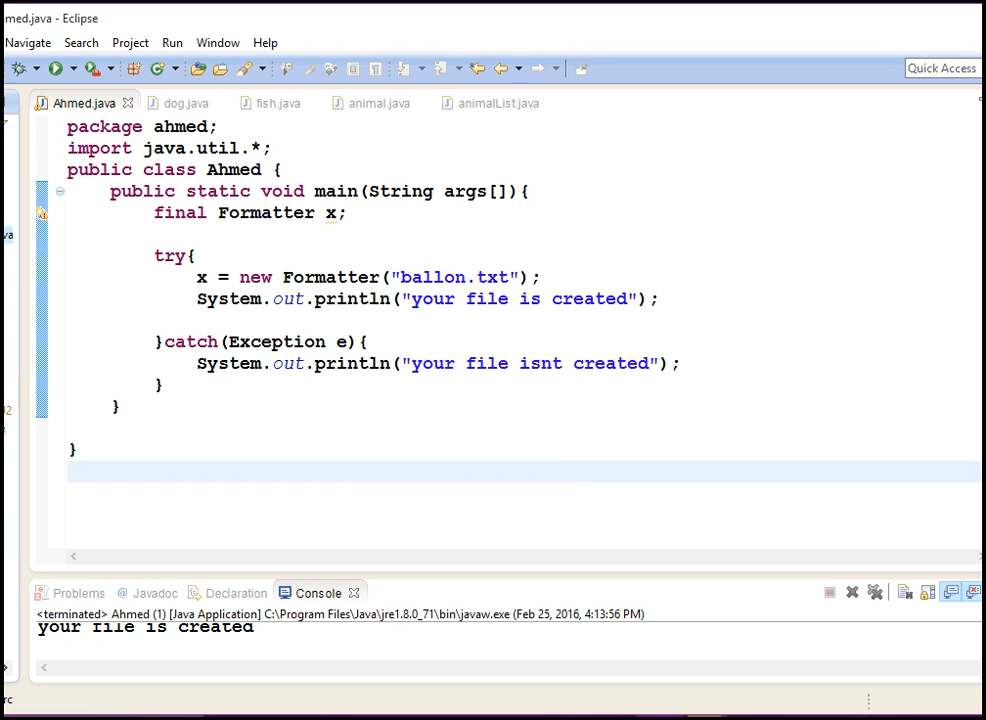 med.java - Eclipse
Navigate Search Project Run Window Help
Quick Access
Ahmed.java dog.java fish.java animal.java animalList.java
package ahmed;
import java.util.*;
public class Ahmed {
public static void main(String args[]){
final Formatter x;
try{
x = new Formatter("ballon.txt");
System.out.println("your file is created");
}catch(Exception e){
System.out.println("your file isnt created");
}
}
}
Problems @ Javadoc Declaration Console
<terminated> Ahmed (1) [Java Application] C:\Program Files\Java\jre1.8.0_71\bin\javaw.exe (Feb 25, 2016, 4:13:56 PM)
your file is created